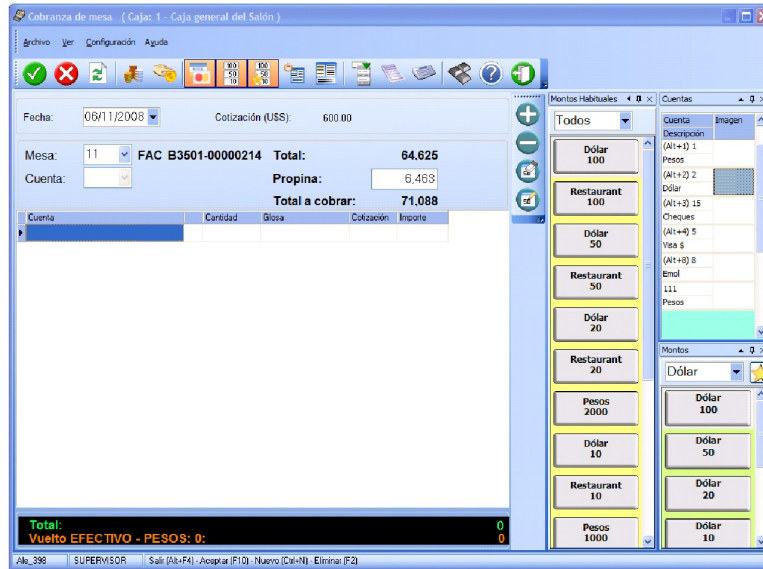 Cobranza de mesa ( Caja: 1 - Caja general del Salón )
Archivo Ver Configuración Ayuda
Fecha: 06/11/2008 Cotización (U$S): 600.00
Mesa: 11 FAC B3501-00000214 Total: 64.625
Cuenta: Propina: 6,463
Total a cobrar: 71,088
Cuenta Cantidad Glosa Cotización Importe
Total: 0
Vuelto EFECTIVO - PESOS: 0: 0
Montos Habituales
Todos
Dólar
100
Restaurant
100
Dólar
50
Restaurant
50
Dólar
20
Restaurant
20
Pesos
2000
Dólar
10
Restaurant
10
Pesos
1000
Cuentas
Cuenta Imagen
Descripción
(Alt+1) 1
Pesos
(Alt+2) 2
Dólar
(Alt+3) 15
Cheques
(Alt+4) 5
Visa $
(Alt+8) 8
Emol
111
Pesos
Montos
Dólar
Dólar
100
Dólar
50
Dólar
20
Dólar
10
Ale_398 SUPERVISOR Salir (Alt+F4) - Aceptar (F10) - Nuevo (Ctrl+N) - Eliminar (F2)